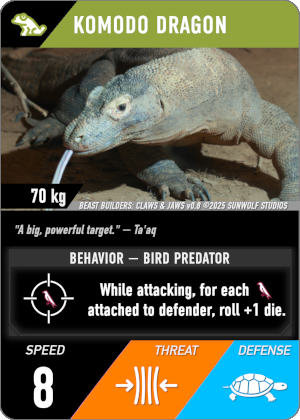 KOMODO DRAGON
70 kg
BEAST BUILDERS: CLAWS & JAWS v0.8 ©2025 SUNWOLF STUDIOS
"A big, powerful target." — Ta'aq
BEHAVIOR — BIRD PREDATOR
While attacking, for each
attached to defender, roll +1 die.
SPEED THREAT DEFENSE
8